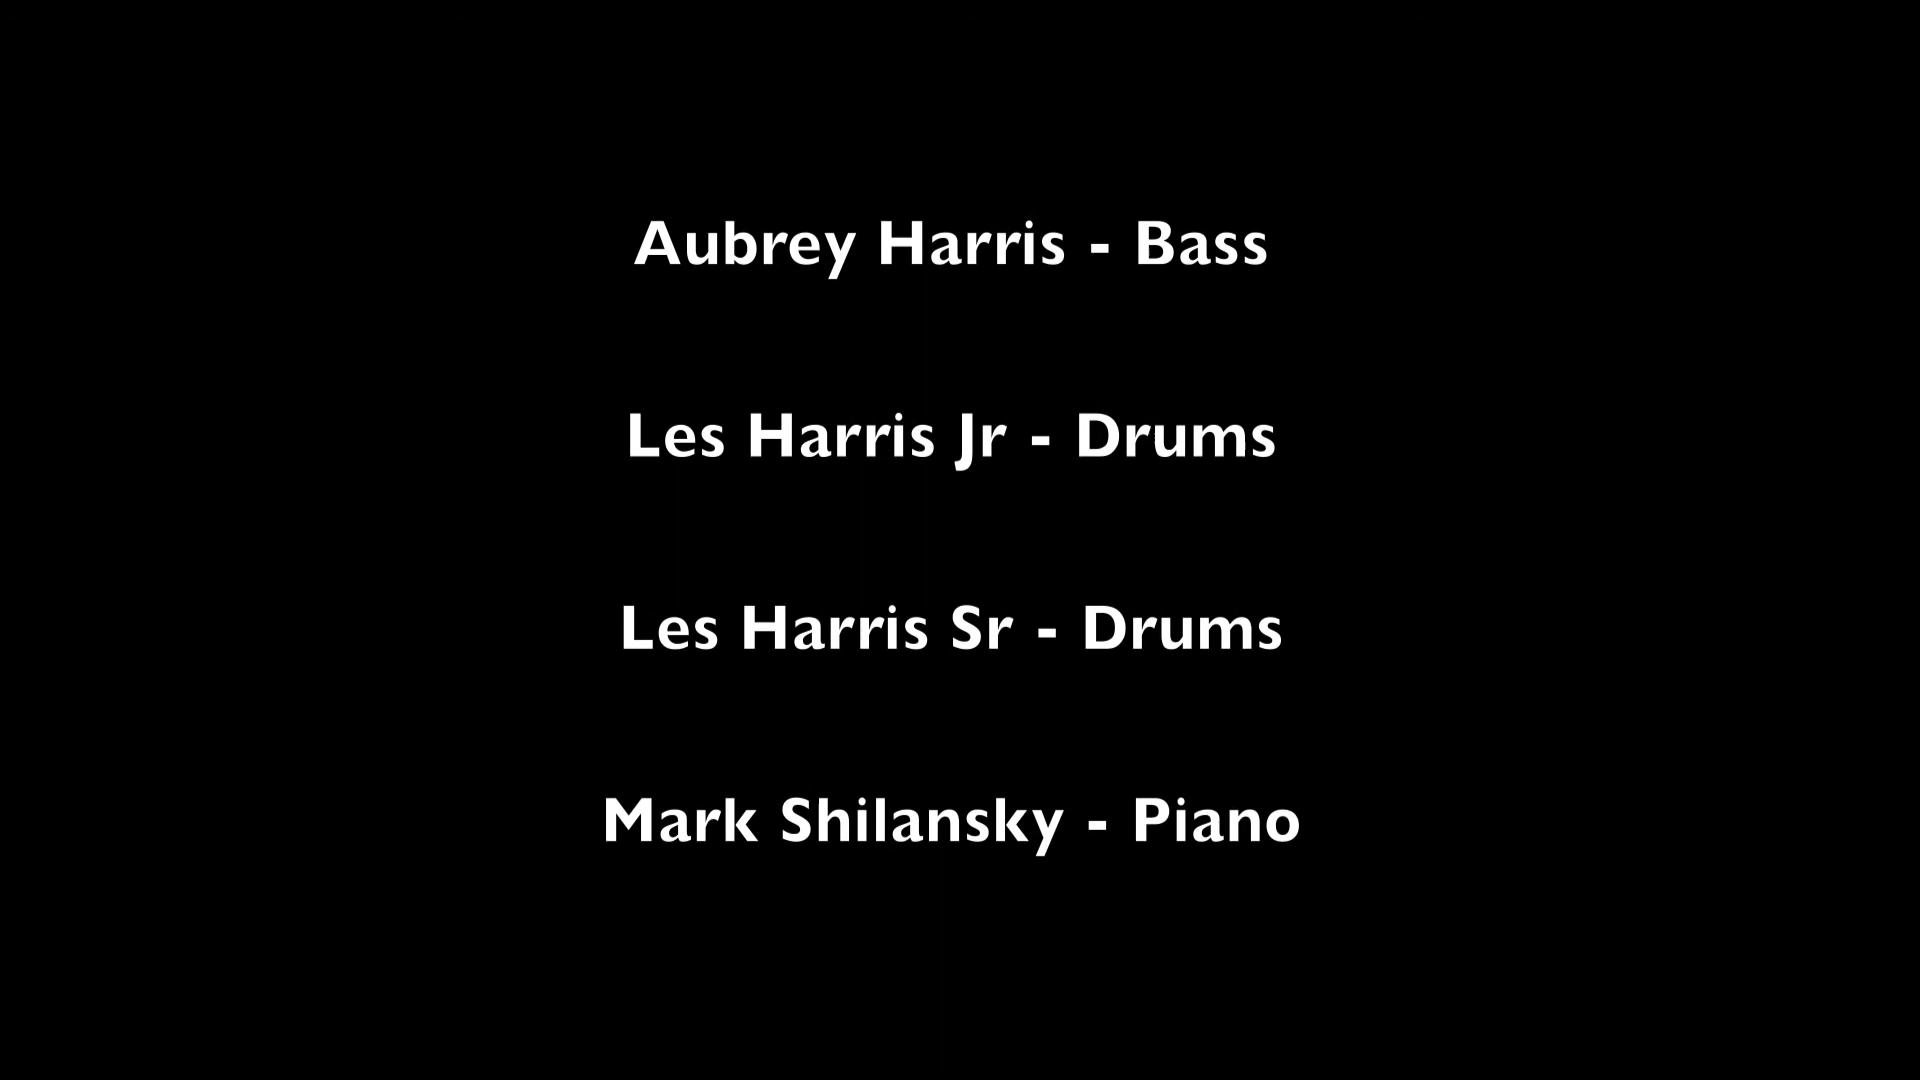 Aubrey Harris - Bass
Les Harris Jr - Drums
Les Harris Sr - Drums
Mark Shilansky - Piano